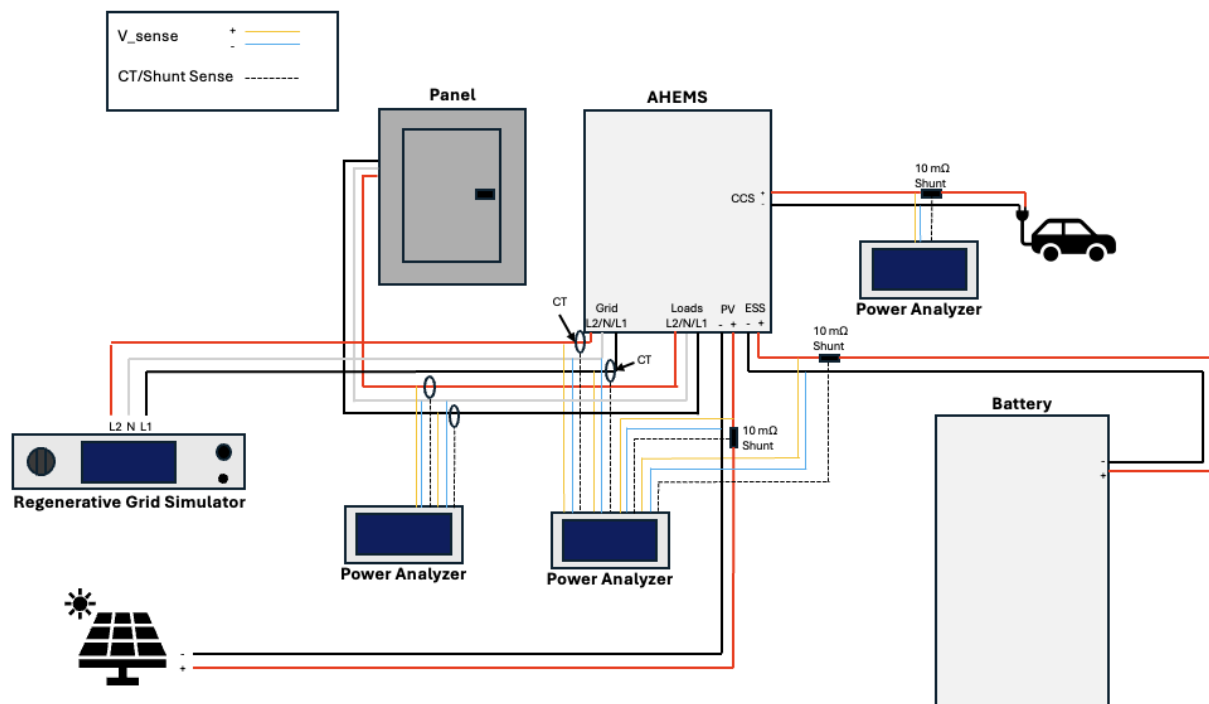 V_sense
+
-
CT/Shunt Sense
Panel
AHEMS
10 mΩ
Shunt
CCS
+
-
Power Analyzer
CT
Grid
L2/N/L1
Loads
L2/N/L1
PV
- +
ESS
- +
10 mΩ
Shunt
CT
L2 N L1
Regenerative Grid Simulator
10 mΩ
Shunt
Battery
-
+
Power Analyzer
Power Analyzer
-
+